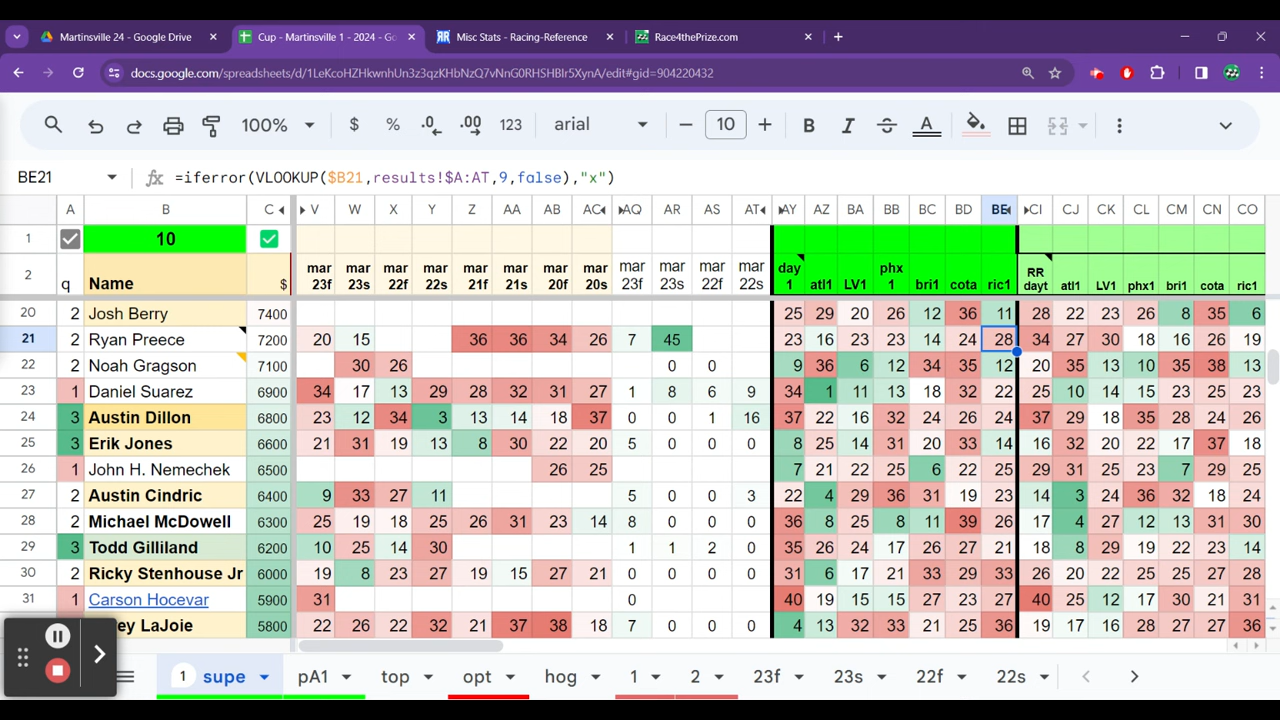 Martinsville 24 - Google Drive
Cup - Martinsville 1 - 2024 - Go
RR Misc Stats - Racing-Reference
Race4thePrize.com
docs.google.com/spreadsheets/d/1LeKcoHZHkwnhUn3z3qzKHbNzQ7vNnG0RHSHBIr5XynA/edit#gid=904220432
100% $ % .0 .00 123 arial 10 B I A
BE21 fx =iferror(VLOOKUP($B21,results!$A:AT,9,false),"x")
A B C V W X Y Z AA AB AC AQ AR AS AT AY AZ BA BB BC BD BE CI CJ CK CL CM CN CO
1 10
2 q Name $ mar 23f mar 23s mar 22f mar 22s mar 21f mar 21s mar 20f mar 20s mar 23f mar 23s mar 22f mar 22s day 1 atl1 LV1 phx 1 bri1 cota ric1 RR dayt atl1 LV1 phx1 bri1 cota ric1
20 2 Josh Berry 7400 25 29 20 26 12 36 11 28 22 23 26 8 35 6
21 2 Ryan Preece 7200 20 15 36 36 34 26 7 45 23 16 23 23 14 24 28 34 27 30 18 16 26 19
22 2 Noah Gragson 7100 30 26 0 0 9 36 6 12 34 35 12 20 35 13 10 35 38 13
23 1 Daniel Suarez 6900 34 17 13 29 28 32 31 27 1 8 6 9 34 1 11 13 18 32 22 25 10 14 15 23 25 23
24 3 Austin Dillon 6800 23 12 34 3 13 14 18 37 0 0 1 16 37 22 16 32 24 26 24 37 29 18 35 28 24 26
25 3 Erik Jones 6600 21 31 19 13 8 30 22 20 5 0 0 0 8 25 14 31 20 33 14 16 32 20 22 17 37 18
26 1 John H. Nemechek 6500 26 25 7 21 22 25 6 22 25 29 31 25 23 7 29 25
27 2 Austin Cindric 6400 9 33 27 11 5 0 0 3 22 4 29 36 31 19 23 14 3 24 36 32 18 24
28 2 Michael McDowell 6300 25 19 18 25 26 31 23 14 8 0 0 0 36 8 25 8 11 39 26 17 4 27 12 13 31 30
29 3 Todd Gilliland 6200 10 25 14 30 1 1 2 0 35 26 24 17 26 27 21 18 8 29 19 22 22 14
30 2 Ricky Stenhouse Jr 6000 19 8 23 27 19 15 27 21 0 0 0 0 31 6 17 21 33 29 33 26 20 22 25 25 27 28
31 1 Carson Hocevar 5900 31 0 40 19 15 15 27 23 27 40 25 12 17 30 21 31
ey LaJoie 5800 22 26 22 32 21 37 38 18 7 0 0 0 4 13 32 33 21 25 36 19 17 16 28 27 27 36
1 supe pA1 top opt hog 1 2 23f 23s 22f 22s